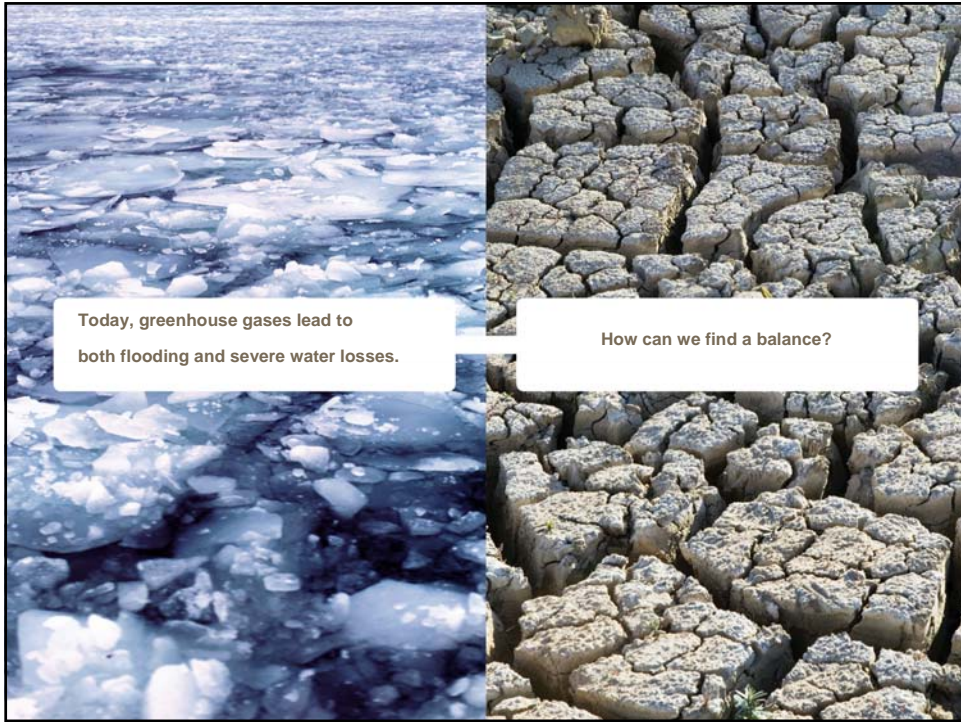 Today, greenhouse gases lead to
both flooding and severe water losses.
How can we find a balance?